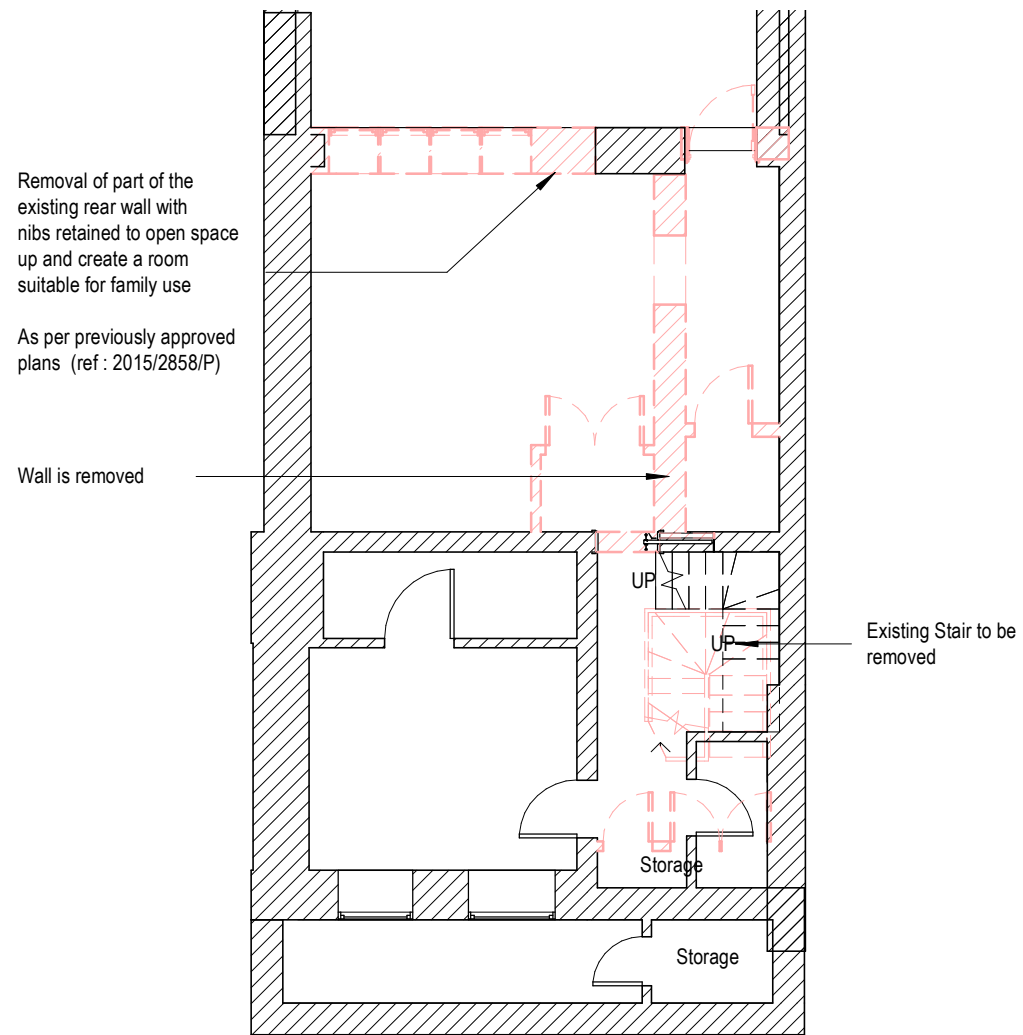 Removal of part of the
existing rear wall with
nibs retained to open space
up and create a room
suitable for family use
As per previously approved
plans (ref : 2015/2858/P)
Wall is removed
UP
UP
Existing Stair to be
removed
Storage
Storage